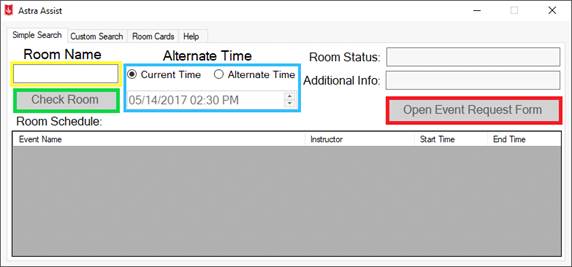 Astra Assist
Simple Search Custom Search Room Cards Help
Room Name
Alternate Time
Current Time Alternate Time
05/14/2017 02:30 PM
Check Room
Room Status:
Additional Info:
Open Event Request Form
Room Schedule:
Event Name Instructor Start Time End Time